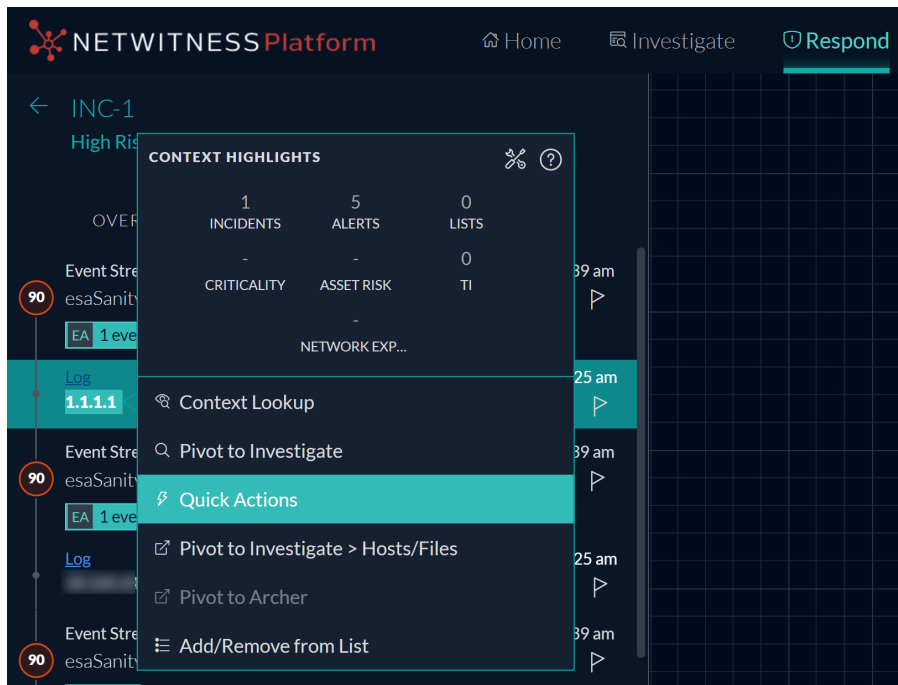 NETWITNESS Platform
Home
Investigate
Respond
INC-1
High Ris
CONTEXT HIGHLIGHTS
1 5 0
INCIDENTS ALERTS LISTS
- - 0
CRITICALITY ASSET RISK TI
-
NETWORK EXP...
OVER
Event Stre 39 am
90 esaSanit
EA 1 eve
Log 25 am
1.1.1.1
Context Lookup
Pivot to Investigate
Quick Actions
Pivot to Investigate > Hosts/Files
Pivot to Archer
Add/Remove from List
Event Stre 39 am
90 esaSanit
EA 1 eve
Log 25 am
Event Stre 39 am
90 esaSanit